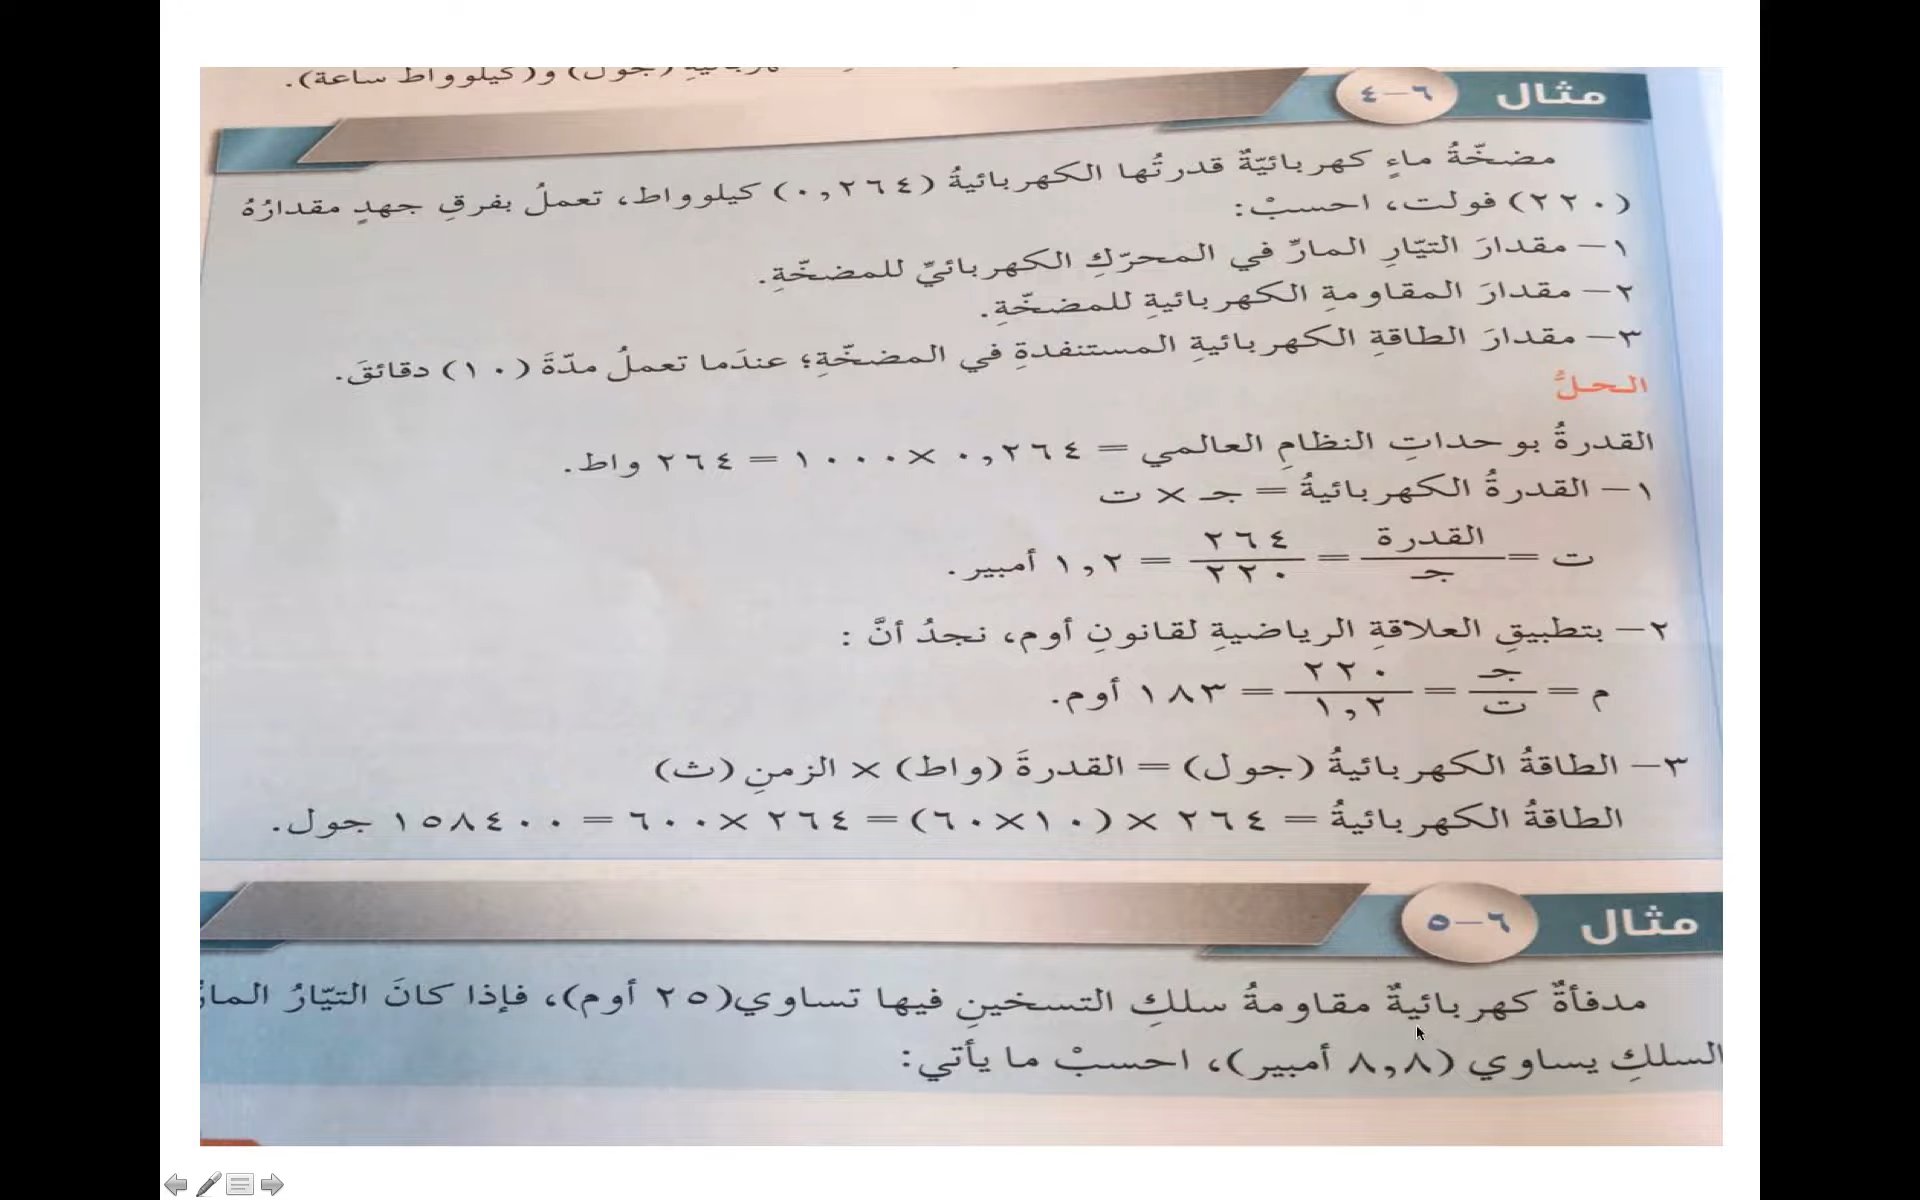 (جول) و(كيلوواط ساعة).
مثال ٦-٤
مضخّةُ ماءٍ كهربائيّةٌ قدرتُها الكهربائيةُ (٠,٢٦٤) كيلوواط، تعملُ بفرقِ جهدٍ مقدارُهُ
(٢٢٠) فولت، احسبْ:
١- مقدارَ التيّارِ المارِّ في المحرّكِ الكهربائيِّ للمضخّةِ.
٢- مقدارَ المقاومةِ الكهربائيةِ للمضخّةِ.
٣- مقدارَ الطاقةِ الكهربائيةِ المستنفدةِ في المضخّةِ؛ عندَما تعملُ مدّةَ (١٠) دقائقَ.
الحلُّ
القدرةُ بوحداتِ النظامِ العالمي = ٠,٢٦٤ × ١٠٠٠ = ٢٦٤ واط.
١- القدرةُ الكهربائيةُ = جـ × ت
ت = القدرة / جـ = ٢٦٤ / ٢٢٠ = ١,٢ أمبير.
٢- بتطبيقِ العلاقةِ الرياضيةِ لقانونِ أوم، نجدُ أنَّ :
م = جـ / ت = ٢٢٠ / ١,٢ = ١٨٣ أوم.
٣- الطاقةُ الكهربائيةُ (جول) = القدرةَ (واط) × الزمنِ (ث)
الطاقةُ الكهربائيةُ = ٢٦٤ × (١٠×٦٠) = ٢٦٤ ×٦٠٠ = ١٥٨٤٠٠ جول.
مثال ٦-٥
مدفأةٌ كهربائيةٌ مقاومةُ سلكِ التسخينِ فيها تساوي(٢٥ أوم)، فإذا كانَ التيّارُ المارُّ
السلكِ يساوي (٨,٨ أمبير)، احسبْ ما يأتي: